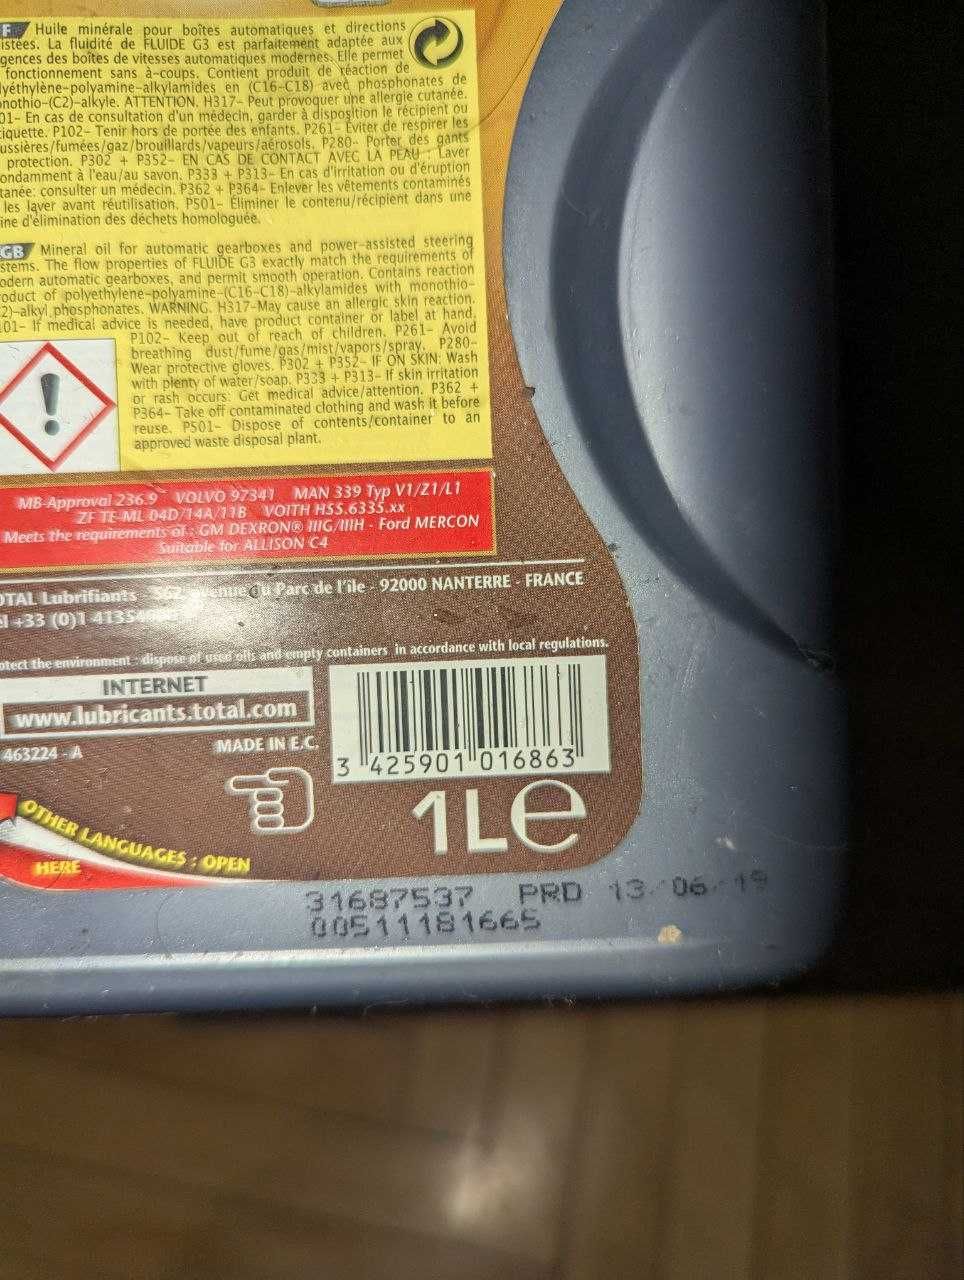 F Huile minérale pour boîtes automatiques et directions
istées. La fluidité de FLUIDE G3 est parfaitement adaptée aux
gences des boîtes de vitesses automatiques modernes. Elle permet
fonctionnement sans à-coups. Contient produit de réaction de
lyéthylène-polyamine-alkylamides en (C16-C18) avec phosphonates de
nothio-(C2)-alkyle. ATTENTION. H317- Peut provoquer une allergie cutanée.
01- En cas de consultation d'un médecin, garder à disposition le récipient ou
iquette. P102- Tenir hors de portée des enfants. P261- Éviter de respirer les
ussières/fumées/gaz/brouillards/vapeurs/aérosols. P280- Porter des gants
protection. P302 + P352- EN CAS DE CONTACT AVEC LA PEAU : Laver
ondamment à l'eau/au savon. P333 + P313- En cas d'irritation ou d'éruption
tanée: consulter un médecin. P362 + P364- Enlever les vêtements contaminés
les laver avant réutilisation. P501- Éliminer le contenu/récipient dans une
ine d'élimination des déchets homologuée.
GB Mineral oil for automatic gearboxes and power-assisted steering
stems. The flow properties of FLUIDE G3 exactly match the requirements of
odern automatic gearboxes, and permit smooth operation. Contains reaction
oduct of polyethylene-polyamine-(C16-C18)-alkylamides with monothio-
2)-alkyl phosphonates. WARNING. H317-May cause an allergic skin reaction.
101- If medical advice is needed, have product container or label at hand.
P102- Keep out of reach of children. P261- Avoid
breathing dust/fume/gas/mist/vapors/spray. P280-
Wear protective gloves. P302 + P352- IF ON SKIN: Wash
with plenty of water/soap. P333 + P313- If skin irritation
or rash occurs: Get medical advice/attention. P362 +
P364- Take off contaminated clothing and wash it before
reuse. P501- Dispose of contents/container to an
approved waste disposal plant.
MB-Approval 236.9 VOLVO 97341 MAN 339 Typ V1/Z1/L1
ZF TE-ML 04D/14A/11B VOITH H55.6335.xx
Meets the requirements of : GM DEXRON® IIIG/IIIH - Ford MERCON
Suitable for ALLISON C4
OTAL Lubrifiants 562 avenue du Parc de l'île - 92000 NANTERRE - FRANCE
él +33 (0)1 4135
otect the environment : dispose of used oils and empty containers in accordance with local regulations.
INTERNET
www.lubricants.total.com
463224 - A MADE IN E.C.
3 425901 016863
1L e
OTHER LANGUAGES : OPEN
HERE
31687537 PRD 13/06/19
00511181665